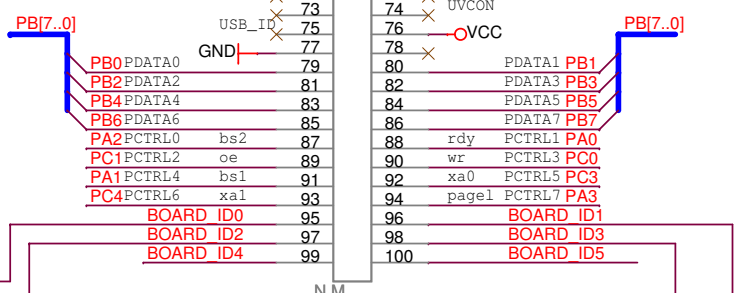 73 74 UVCON
PB[7..0] USB_ID 75 76 VCC PB[7..0]
GND 77 78
PB0 PDATA0 79 80 PDATA1 PB1
PB2 PDATA2 81 82 PDATA3 PB3
PB4 PDATA4 83 84 PDATA5 PB5
PB6 PDATA6 85 86 PDATA7 PB7
PA2 PCTRL0 bs2 87 88 rdy PCTRL1 PA0
PC1 PCTRL2 oe 89 90 wr PCTRL3 PC0
PA1 PCTRL4 bs1 91 92 xa0 PCTRL5 PC3
PC4 PCTRL6 xa1 93 94 pagel PCTRL7 PA3
BOARD_ID0 95 96 BOARD_ID1
BOARD_ID2 97 98 BOARD_ID3
BOARD_ID4 99 100 BOARD_ID5
N.M.